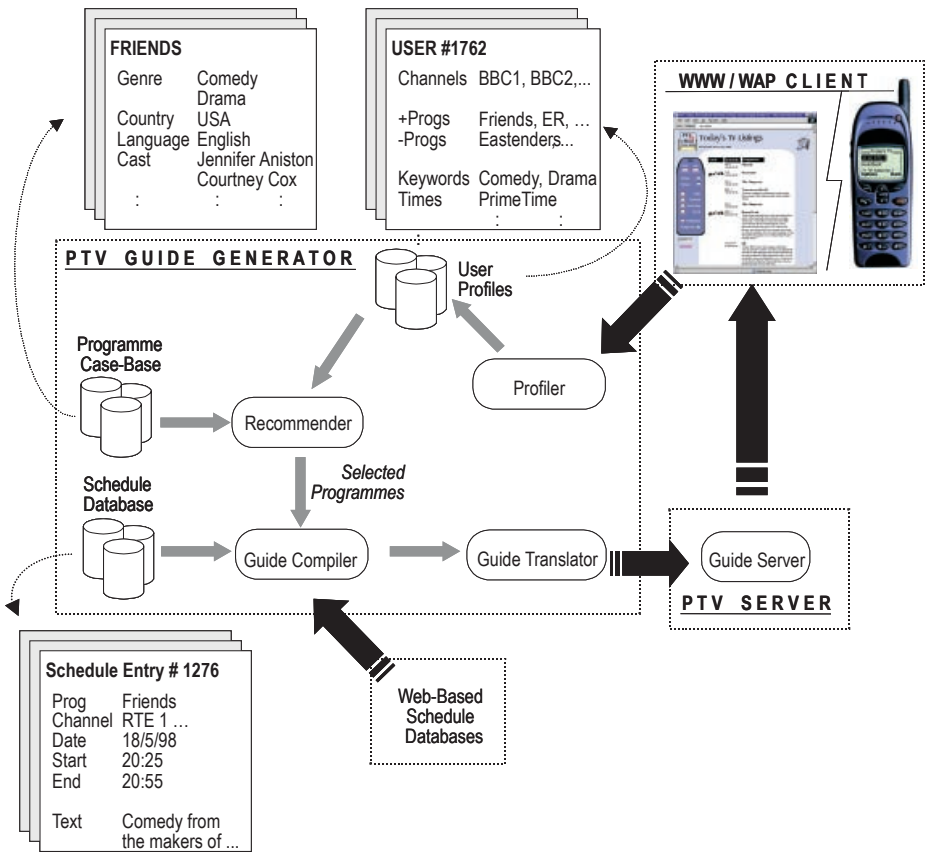 FRIENDS
Genre Comedy
Drama
Country USA
Language English
Cast Jennifer Aniston
Courtney Cox
: : :
USER #1762
Channels BBC1, BBC2,...
+Progs Friends, ER, …
-Progs Eastenders,...
Keywords Comedy, Drama
Times PrimeTime
: :
WWW / WAP CLIENT
Today's TV Listings
PTV GUIDE GENERATOR
User
Profiles
Programme
Case-Base
Profiler
Recommender
Selected
Programmes
Schedule
Database
Guide Compiler
Guide Translator
Guide Server
PTV SERVER
Web-Based
Schedule
Databases
Schedule Entry # 1276
Prog Friends
Channel RTE 1 …
Date 18/5/98
Start 20:25
End 20:55
Text Comedy from
the makers of ...